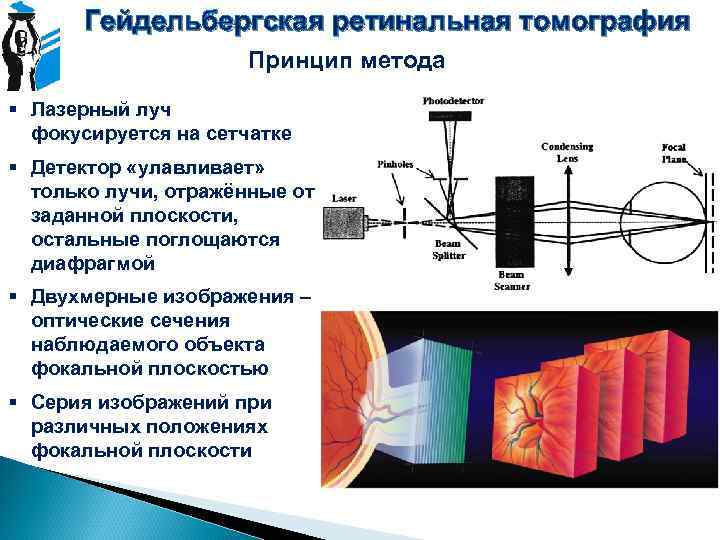 Гейдельбергская ретинальная томография
Принцип метода
▪ Лазерный луч
фокусируется на сетчатке
▪ Детектор «улавливает»
только лучи, отражённые от
заданной плоскости,
остальные поглощаются
диафрагмой
▪ Двухмерные изображения –
оптические сечения
наблюдаемого объекта
фокальной плоскостью
▪ Серия изображений при
различных положениях
фокальной плоскости
Photodetector
Pinholes
Laser
Beam
Splitter
Beam
Scanner
Condensing
Lens
Focal
Plane